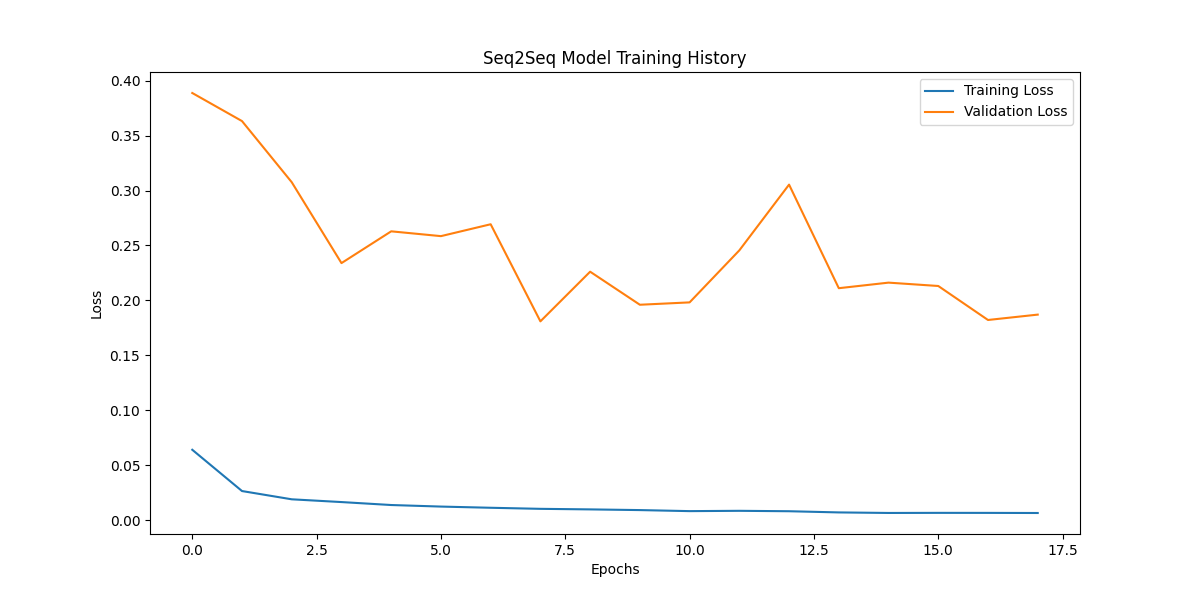 Seq2Seq Model Training History
Training Loss
Validation Loss
0.40
0.35
0.30
0.25
0.20
0.15
0.10
0.05
0.00
Loss
0.0 2.5 5.0 7.5 10.0 12.5 15.0 17.5
Epochs